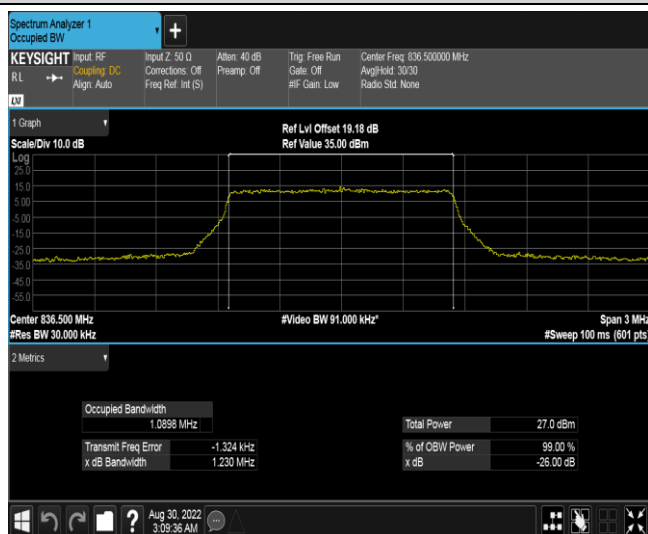 Spectrum Analyzer 1
Occupied BW
+
KEYSIGHT
R L
LXI
Input: RF
Coupling: DC
Align: Auto
Input Z: 50 Ω
Corrections: Off
Freq Ref: Int (S)
Atten: 40 dB
Preamp: Off
Trig: Free Run
Gate: Off
#IF Gain: Low
Center Freq: 836.500000 MHz
Avg|Hold: 30/30
Radio Std: None
1 Graph
Scale/Div 10.0 dB
Ref Lvl Offset 19.18 dB
Ref Value 35.00 dBm
Log
25.0
15.0
5.00
-5.00
-15.0
-25.0
-35.0
-45.0
-55.0
Center 836.500 MHz
#Res BW 30.000 kHz
#Video BW 91.000 kHz*
Span 3 MHz
#Sweep 100 ms (601 pts)
2 Metrics
Occupied Bandwidth
1.0898 MHz
Transmit Freq Error -1.324 kHz
x dB Bandwidth 1.230 MHz
Total Power 27.0 dBm
% of OBW Power 99.00 %
x dB -26.00 dB
?
Aug 30, 2022
3:09:36 AM